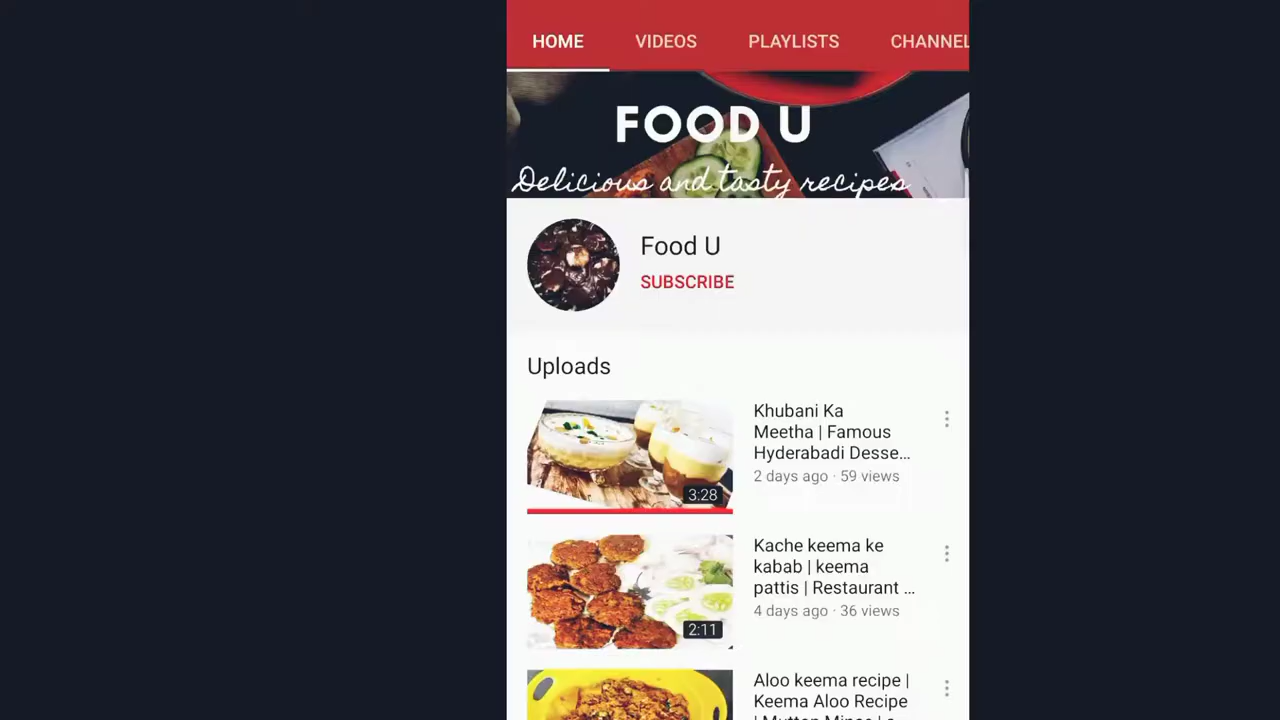 HOME VIDEOS PLAYLISTS CHANNEL
FOOD U
Delicious and tasty recipes
Food U
SUBSCRIBE
Uploads
Khubani Ka
Meetha | Famous
Hyderabadi Desse...
2 days ago · 59 views
3:28
Kache keema ke
kabab | keema
pattis | Restaurant ...
4 days ago · 36 views
2:11
Aloo keema recipe |
Keema Aloo Recipe
| Mutton Mince | a